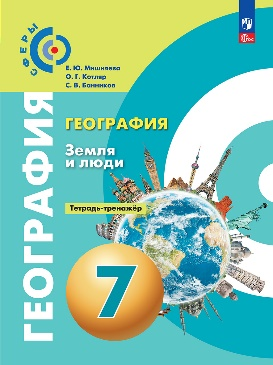 СФЕРЫ
Е. Ю. Мишняева
О. Г. Котляр
С. В. Банников
ГЕОГРАФИЯ
Земля и люди
Тетрадь-тренажёр
ГЕОГРАФИЯ
7